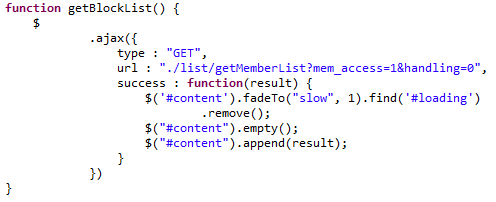 function getBlockList() {
    $
            .ajax({
                type : "GET",
                url : "./list/getMemberList?mem_access=1&handling=0",
                success : function(result) {
                    $('#content').fadeTo("slow", 1).find('#loading')
                            .remove();
                    $("#content").empty();
                    $("#content").append(result);
                }
            })
}